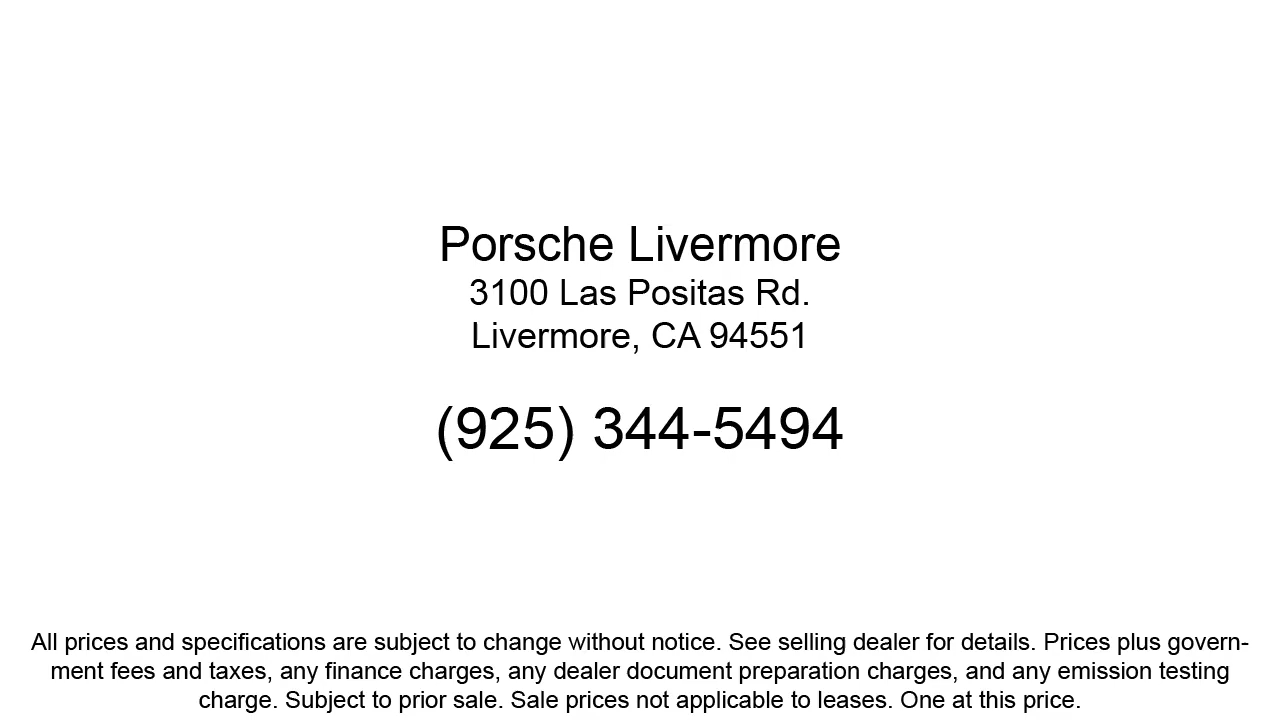 Porsche Livermore
3100 Las Positas Rd.
Livermore, CA 94551
(925) 344-5494
All prices and specifications are subject to change without notice. See selling dealer for details. Prices plus govern-
ment fees and taxes, any finance charges, any dealer document preparation charges, and any emission testing
charge. Subject to prior sale. Sale prices not applicable to leases. One at this price.